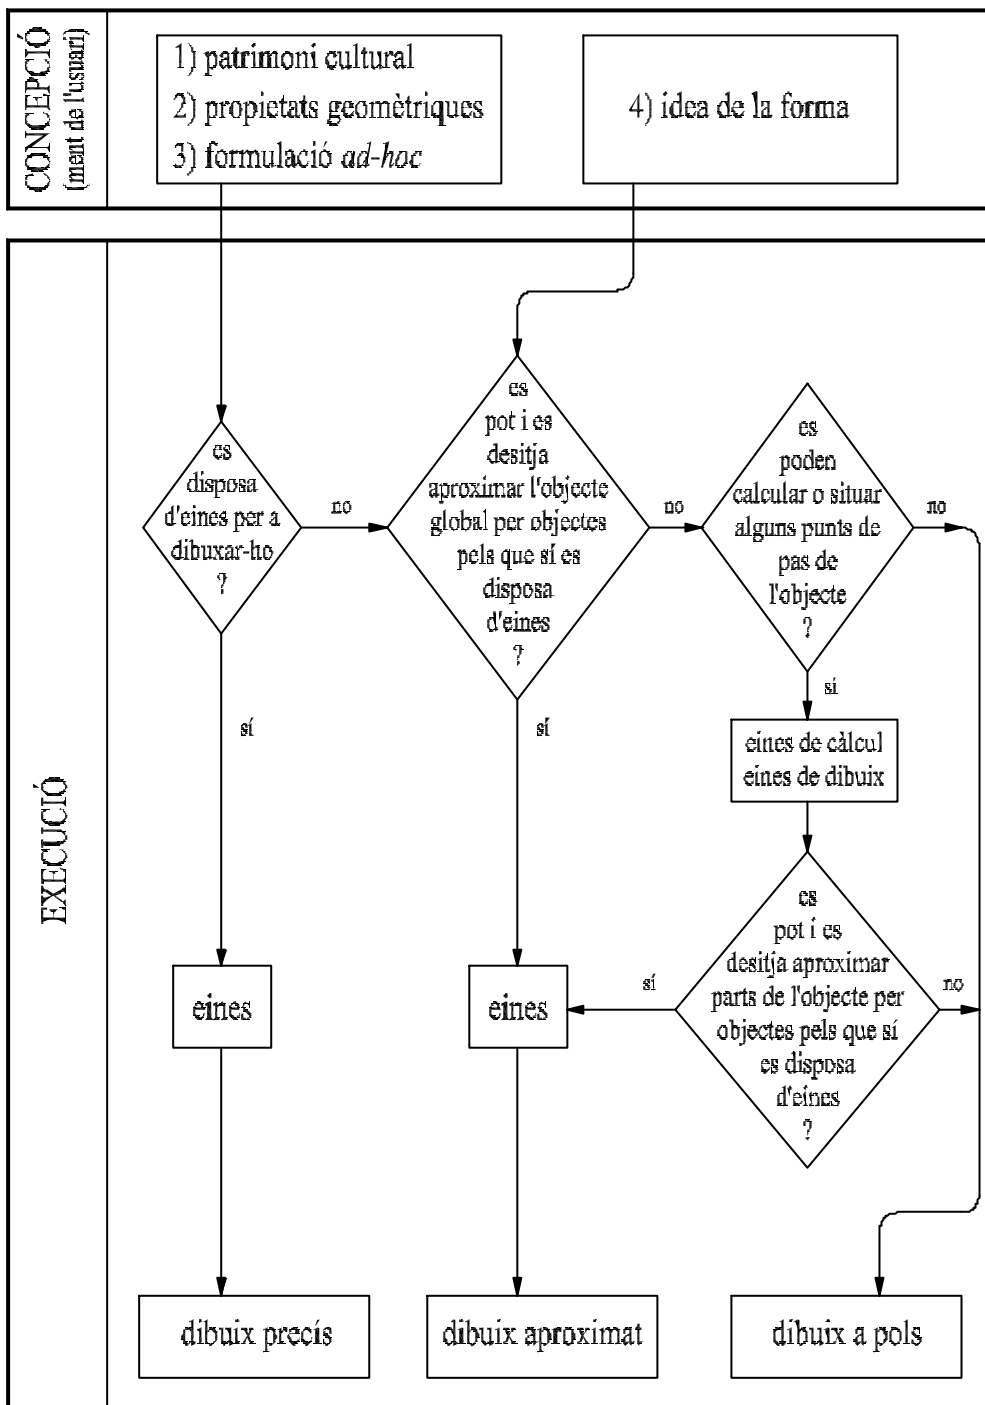 CONCEPCIÓ
(ment de l'usuari)
1) patrimoni cultural
2) propietats geomètriques
3) formulació ad-hoc
4) idea de la forma
EXECUCIÓ
es
disposa
d'eines per a
dibuxar-ho
?
no
sí
es
pot i es
desitja
aproximar l'objecte
global per objectes
pels que sí es
disposa
d'eines
?
no
sí
es
poden
calcular o situar
alguns punts de
pas de
l'objecte
?
no
sí
eines de càlcul
eines de dibuix
es
pot i es
desitja aproximar
parts de l'objecte per
objectes pels que sí
es disposa
d'eines
?
sí
no
eines
eines
dibuix precís
dibuix aproximat
dibuix a pols